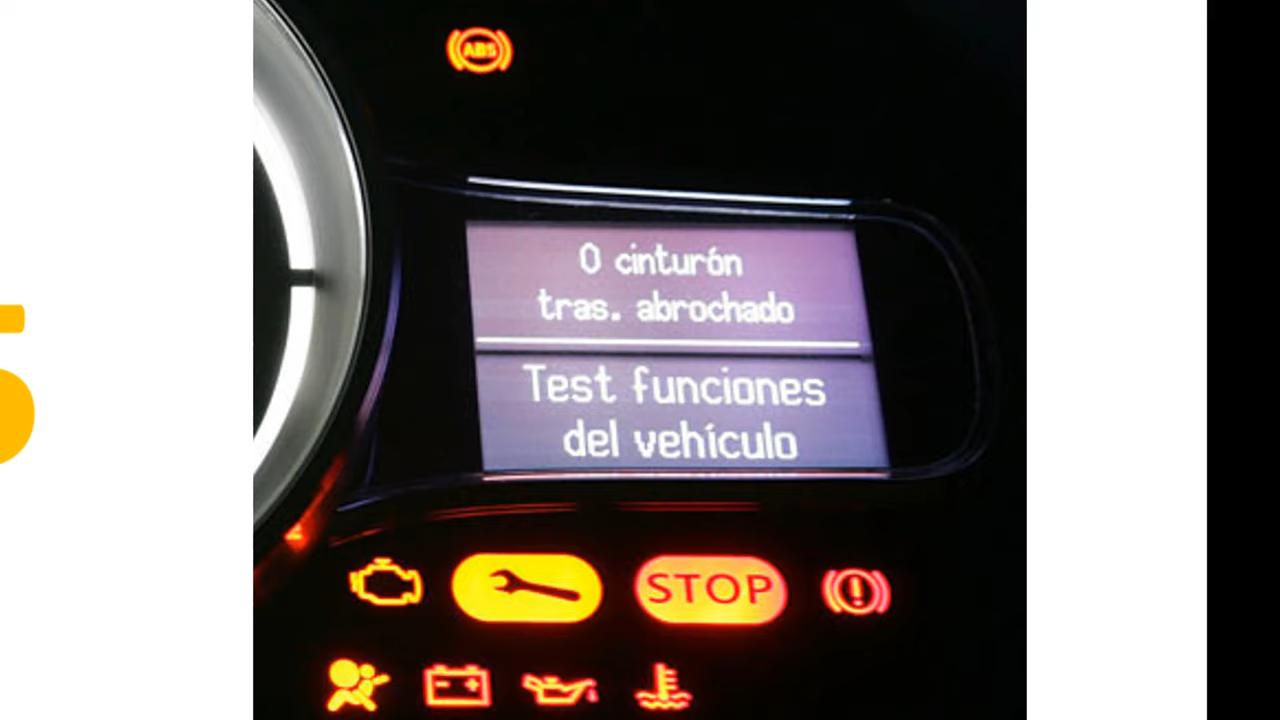 ABS
0 cinturón
tras. abrochado
Test funciones
del vehículo
STOP